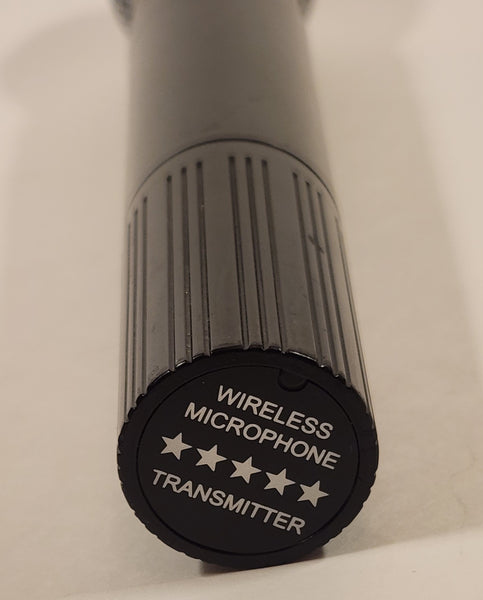 WIRELESS
MICROPHONE
★★★★★
TRANSMITTER